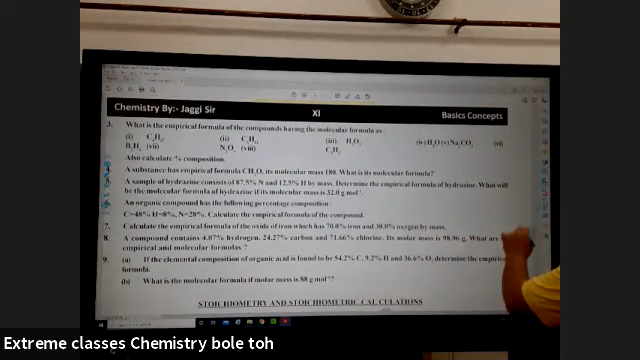 Chemistry By:- Jaggi Sir XI Basics Concepts
3. What is the empirical formula of the compounds having the molecular formula as :
(i) C₆H₆ (ii) (iii) H₂O₂ (iv) H₂O (v) Na₂CO₃ (vi)
(vii) (viii)
Also calculate % composition.
4. A substance has empirical formula CH₂O, its molecular mass 180. What is its molecular formula?
5. A sample of hydrazine consists of 87.5% N and 12.5% H by mass. Determine the empirical formula of hydrazine. What will
be the molecular formula of hydrazine if its molecular mass is 32.0 g mol⁻¹.
6. An organic compound has the following percentage composition :
C=48% H=8%, N=28%. Calculate the empirical formula of the compound.
7. Calculate the empirical formula of the oxide of iron which has 70.0% iron and 30.0% oxygen by mass.
8. A compound contains 4.07% hydrogen, 24.27% carbon and 71.66% chlorine. Its molar mass is 98.96 g. What are
empirical and molecular formulas ?
9. (a) If the elemental composition of organic acid is found to be 54.2% C, 9.2% H and 36.6% O, determine the empirical
formula.
(b) What is the molecular formula if molar mass is 88 g mol⁻¹?
STOICHIOMETRY AND STOICHIOMETRIC CALCULATIONS
Extreme classes Chemistry bole toh